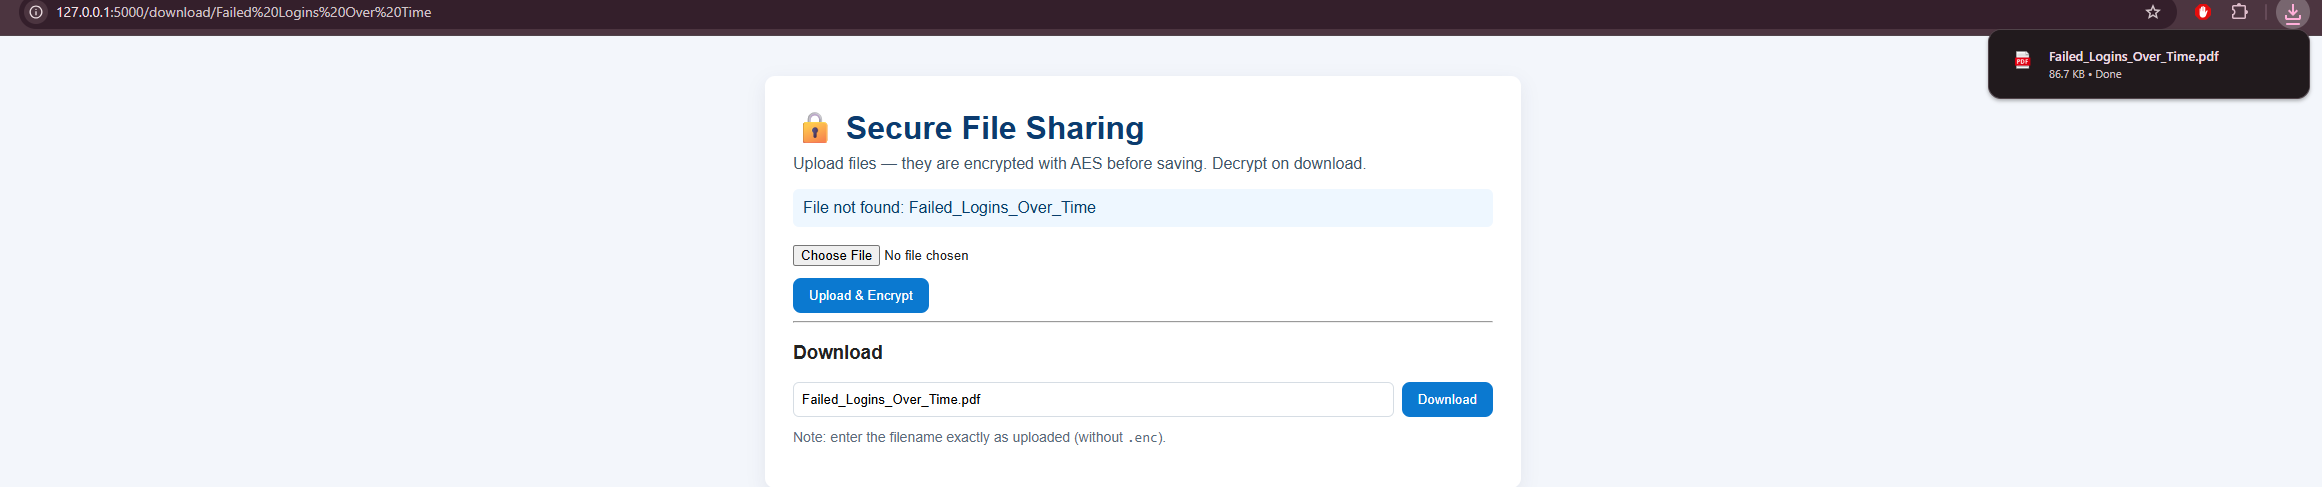 127.0.0.1:5000/download/Failed%20Logins%20Over%20Time
Failed_Logins_Over_Time.pdf
86.7 KB • Done
PDF
Secure File Sharing
Upload files — they are encrypted with AES before saving. Decrypt on download.
File not found: Failed_Logins_Over_Time
Choose File No file chosen
Upload & Encrypt
Download
Failed_Logins_Over_Time.pdf
Download
Note: enter the filename exactly as uploaded (without .enc).